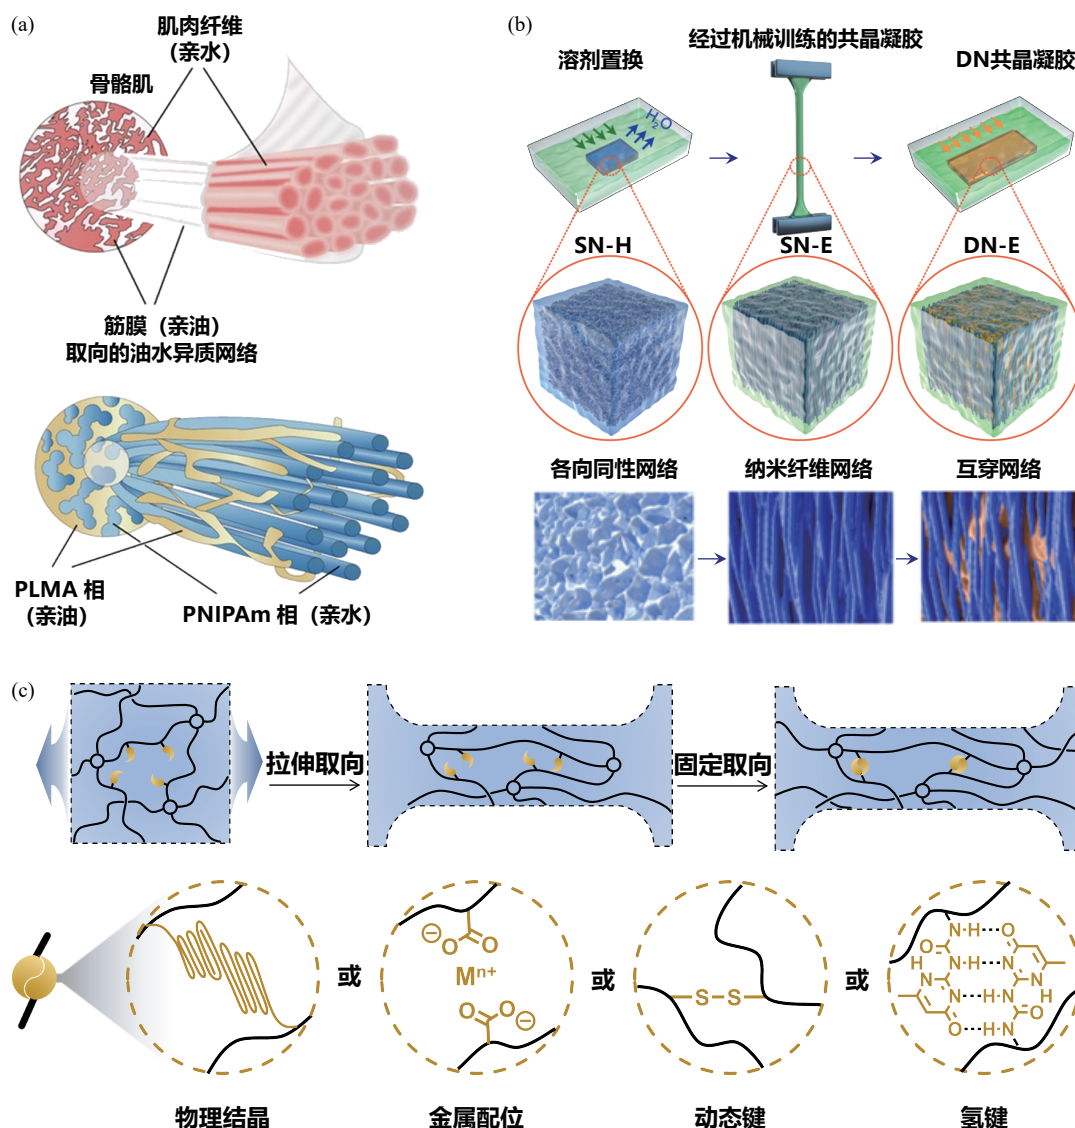 (a)
肌肉纤维
(亲水)
骨骼肌
筋膜（亲油）
取向的油水异质网络
PLMA 相
(亲油)
PNIPAm 相（亲水）
(b)
溶剂置换
经过机械训练的共晶凝胶
DN共晶凝胶
H₂O
SN-H
SN-E
DN-E
各向同性网络
纳米纤维网络
互穿网络
(c)
拉伸取向
固定取向
或
或
或
O
O
Mⁿ⁺
O
O
S-S
N-H
O
O
N
H
N-H
N
N
N
N
H-N
N
H
O
O
H-N
物理结晶
金属配位
动态键
氢键